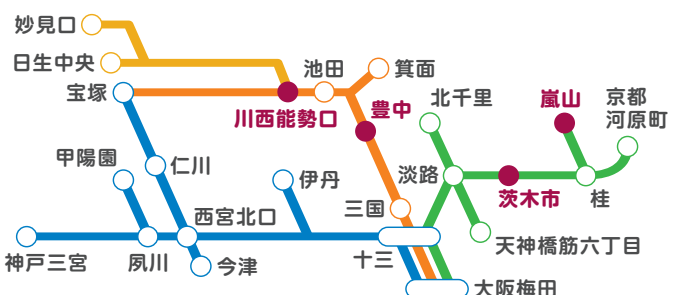 妙見口
日生中央
池田
箕面
宝塚
川西能勢口
豊中
北千里
嵐山
京都
河原町
甲陽園
仁川
伊丹
淡路
茨木市
桂
西宮北口
三国
神戸三宮
夙川
今津
十三
天神橋筋六丁目
大阪梅田